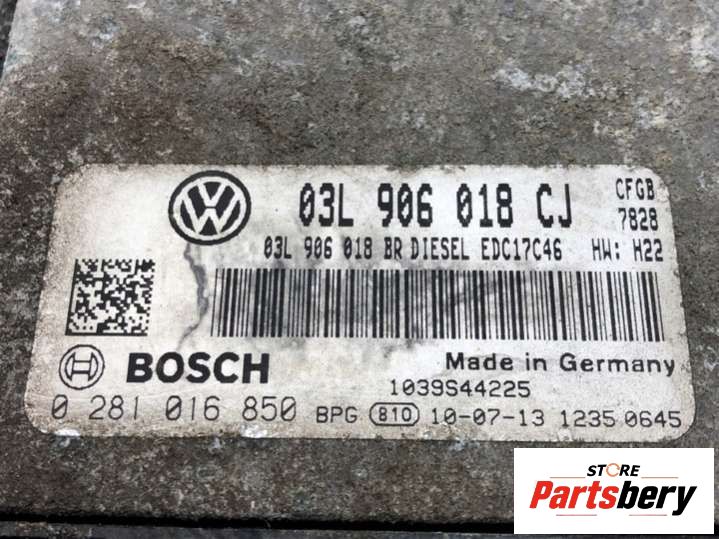 03L 906 018 CJ
CFGB
7828
03L 906 018 BR DIESEL EDC17C46 HW: H22
BOSCH
Made in Germany
1039S44225
0 281 016 850 BPG 810 10-07-13 1235 0645
STORE
Partsbery